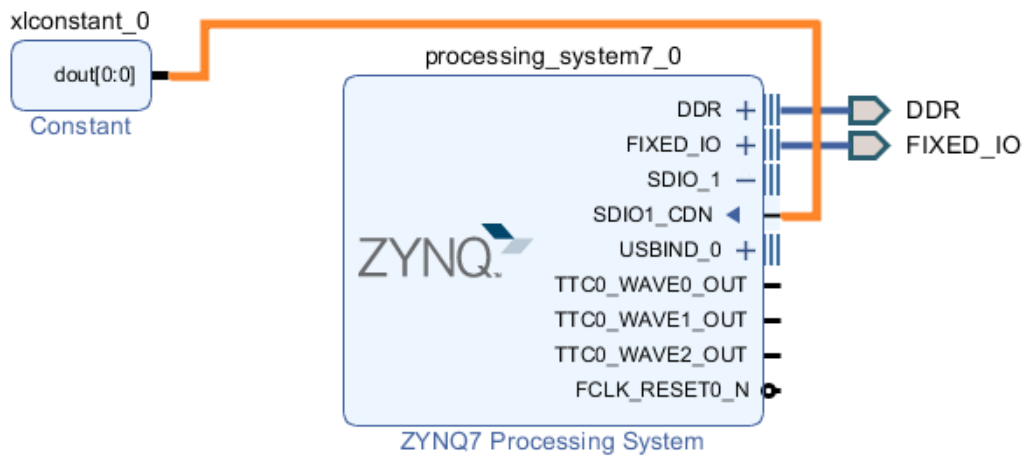 xlconstant_0
dout[0:0]
Constant
processing_system7_0
DDR
FIXED_IO
SDIO_1
SDIO1_CDN
USBIND_0
TTC0_WAVE0_OUT
TTC0_WAVE1_OUT
TTC0_WAVE2_OUT
FCLK_RESET0_N
ZYNQ™
ZYNQ7 Processing System
DDR
FIXED_IO